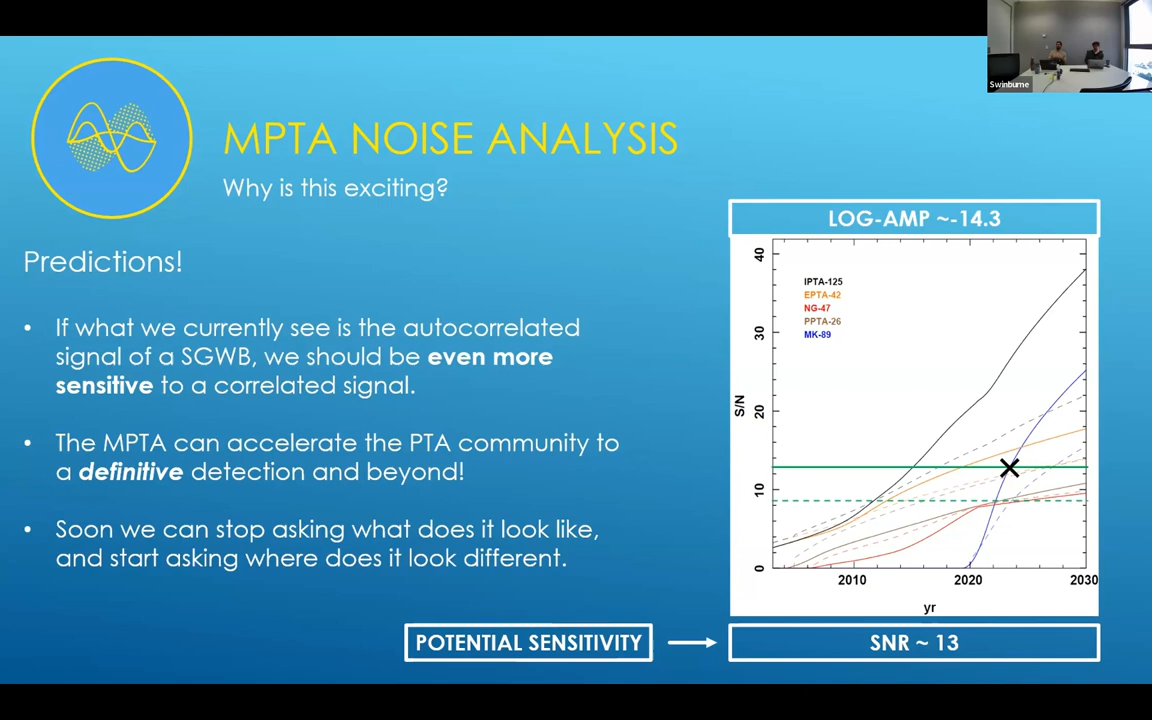 Swinburne
MPTA NOISE ANALYSIS
Why is this exciting?
Predictions!
• If what we currently see is the autocorrelated
signal of a SGWB, we should be even more
sensitive to a correlated signal.
• The MPTA can accelerate the PTA community to
a definitive detection and beyond!
• Soon we can stop asking what does it look like,
and start asking where does it look different.
LOG-AMP ~-14.3
IPTA-125
EPTA-42
NG-47
PPTA-26
MK-89
S/N
40
30
20
10
0
2010 2020 2030
yr
POTENTIAL SENSITIVITY
SNR ~ 13